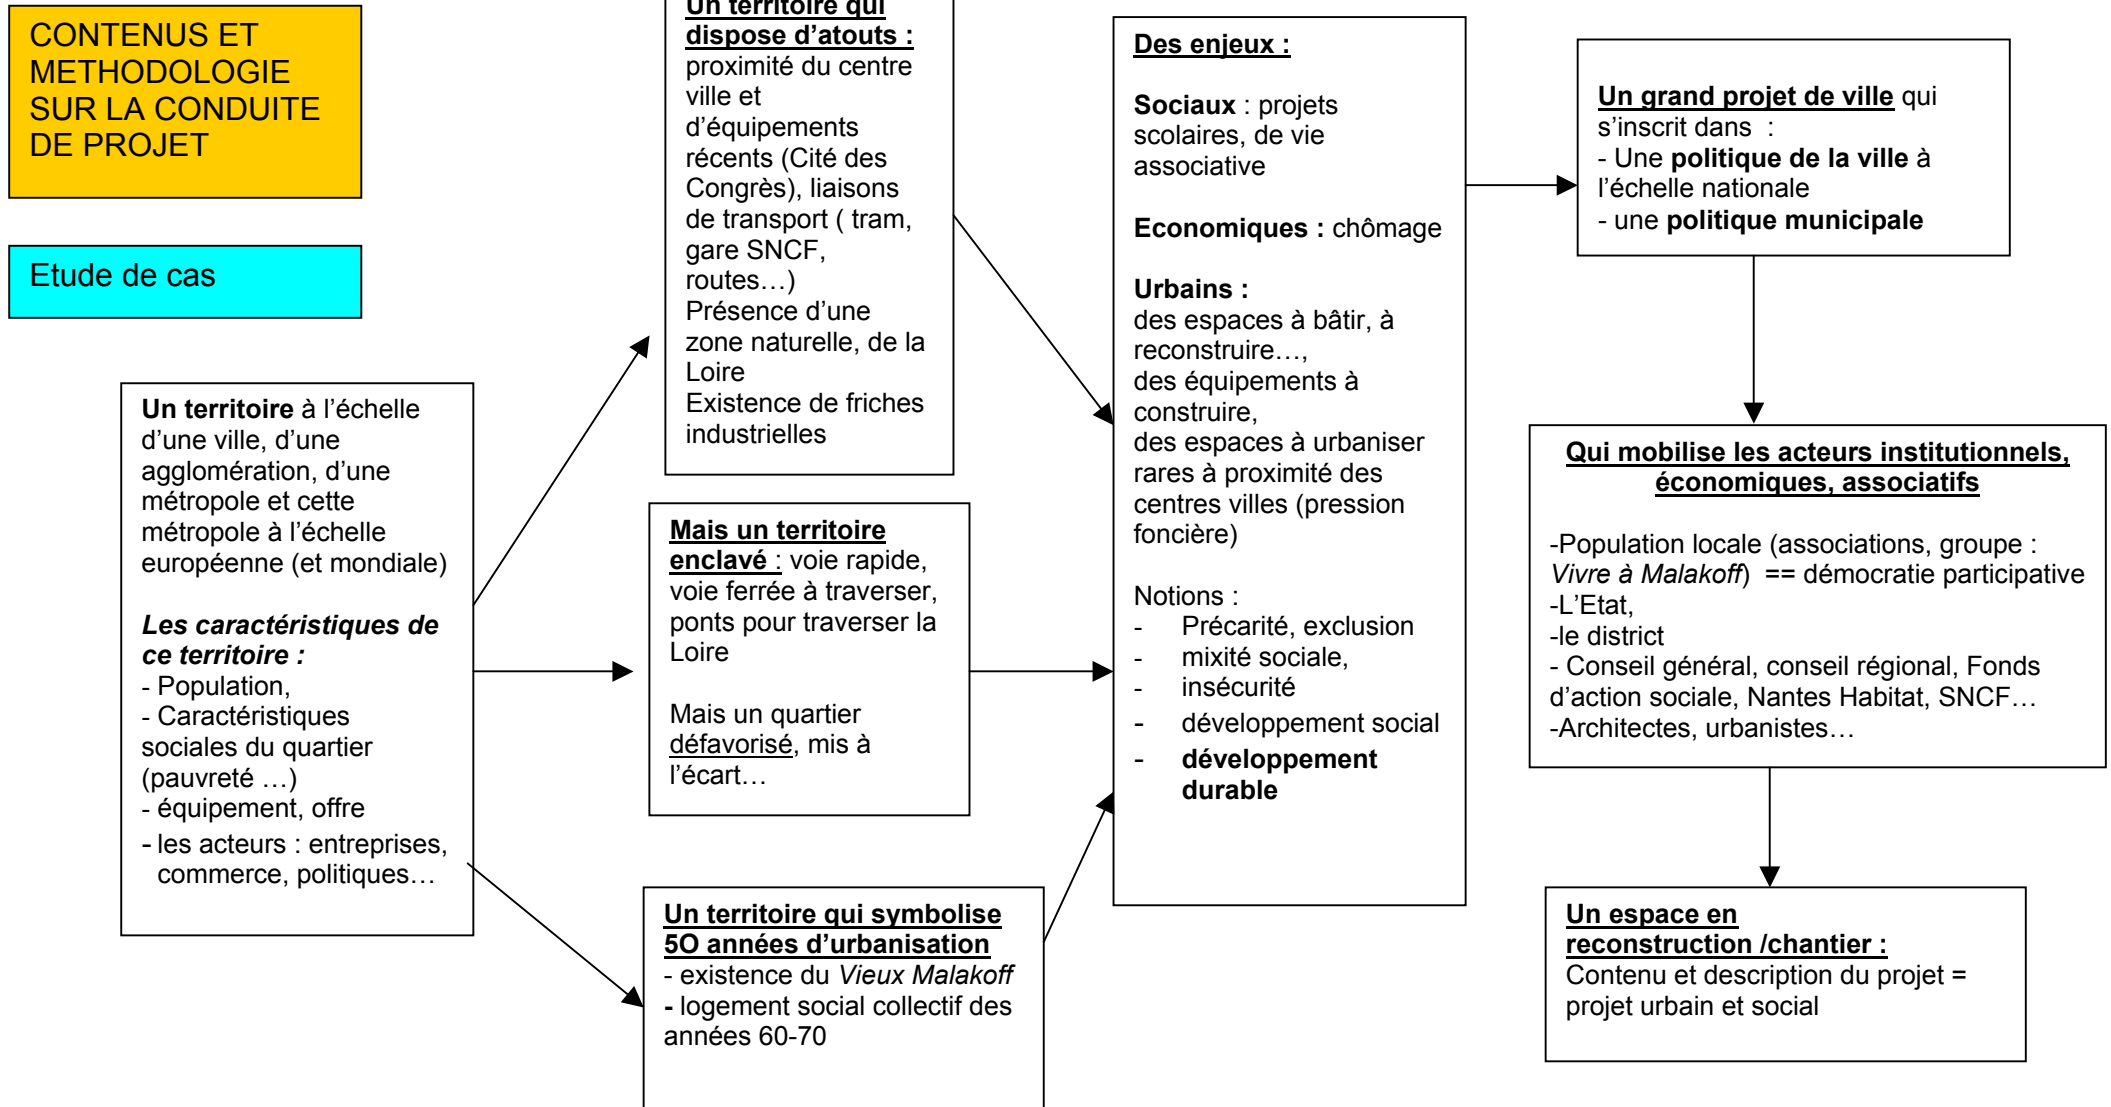 CONTENUS ET
METHODOLOGIE
SUR LA CONDUITE
DE PROJET
Etude de cas
Un territoire à l’échelle
d’une ville, d’une
agglomération, d’une
métropole et cette
métropole à l’échelle
européenne (et mondiale)
Les caractéristiques de
ce territoire :
- Population,
- Caractéristiques
sociales du quartier
(pauvreté …)
- équipement, offre
- les acteurs : entreprises,
commerce, politiques…
Un territoire qui
dispose d’atouts :
proximité du centre
ville et
d’équipements
récents (Cité des
Congrès), liaisons
de transport ( tram,
gare SNCF,
routes…)
Présence d’une
zone naturelle, de la
Loire
Existence de friches
industrielles
Mais un territoire
enclavé : voie rapide,
voie ferrée à traverser,
ponts pour traverser la
Loire
Mais un quartier
défavorisé, mis à
l’écart…
Un territoire qui symbolise
5O années d’urbanisation
- existence du Vieux Malakoff
- logement social collectif des
années 60-70
Des enjeux :
Sociaux : projets
scolaires, de vie
associative
Economiques : chômage
Urbains :
des espaces à bâtir, à
reconstruire…,
des équipements à
construire,
des espaces à urbaniser
rares à proximité des
centres villes (pression
foncière)
Notions :
- Précarité, exclusion
- mixité sociale,
- insécurité
- développement social
- développement
durable
Un grand projet de ville qui
s’inscrit dans :
- Une politique de la ville à
l’échelle nationale
- une politique municipale
Qui mobilise les acteurs institutionnels,
économiques, associatifs
-Population locale (associations, groupe :
Vivre à Malakoff) == démocratie participative
-L’Etat,
-le district
- Conseil général, conseil régional, Fonds
d’action sociale, Nantes Habitat, SNCF…
-Architectes, urbanistes…
Un espace en
reconstruction /chantier :
Contenu et description du projet =
projet urbain et social